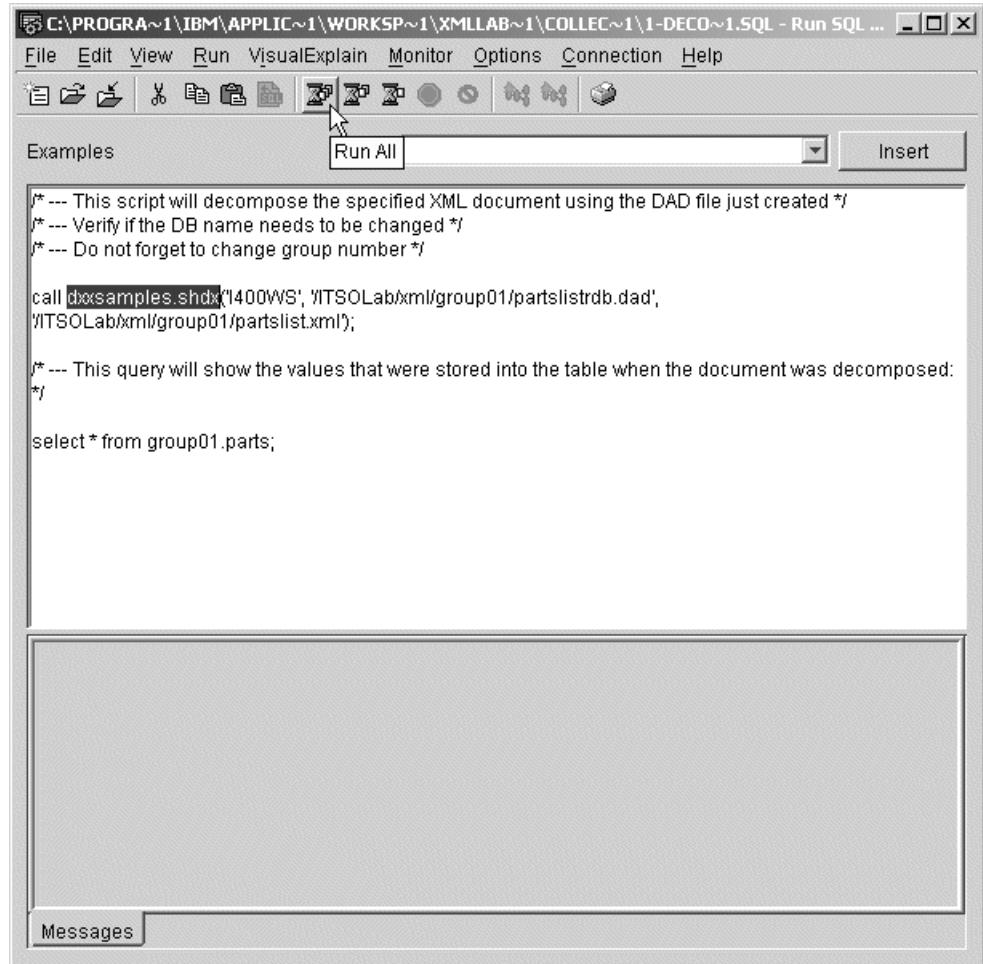 C:\PROGRA~1\IBM\APPLIC~1\WORKSP~1\XMLLAB~1\COLLEC~1\1-DECO~1.SQL - Run SQL ...
File Edit View Run VisualExplain Monitor Options Connection Help
Examples
Run All
Insert
/* --- This script will decompose the specified XML document using the DAD file just created */
/* --- Verify if the DB name needs to be changed */
/* --- Do not forget to change group number */
call dxxsamples.shdx('I400WS', '/ITSOLab/xml/group01/partslistrdb.dad',
'/ITSOLab/xml/group01/partslist.xml');
/* --- This query will show the values that were stored into the table when the document was decomposed:
*/
select * from group01.parts;
Messages